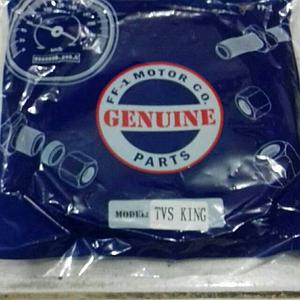 FF-1 MOTOR CO.
GENUINE
PARTS
MODEL: TVS KING